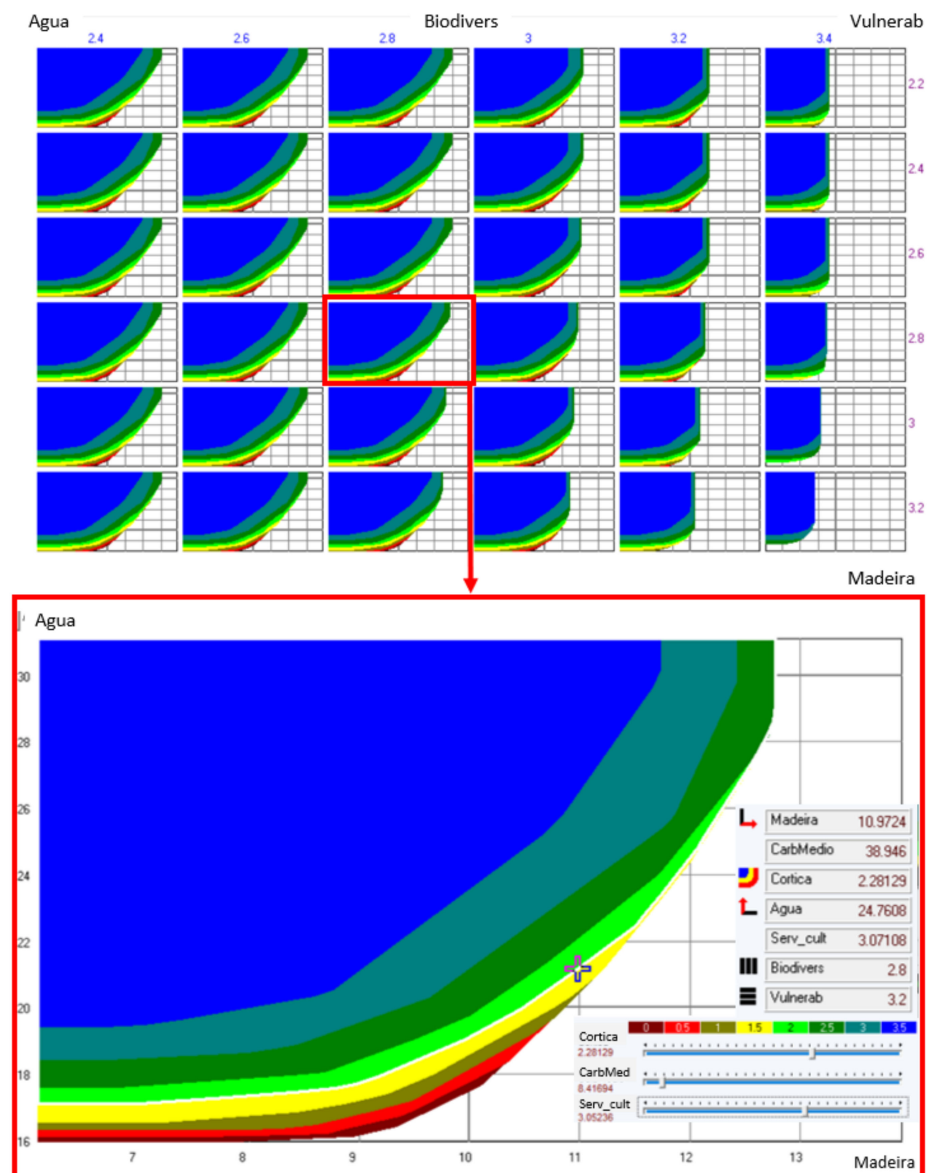 Agua Biodivers Vulnerab
2.4 2.6 2.8 3 3.2 3.4
2.2
2.4
2.6
2.8
3
3.2
Madeira
Agua
30
28
26
24
22
20
18
16
7 8 9 10 11 12 13
Madeira
Madeira 10.9724
CarbMedio 38.946
Cortica 2.28129
Agua 24.7608
Serv_cult 3.07108
Biodivers 2.8
Vulnerab 3.2
0 0.5 1 1.5 2 2.5 3 3.5
Cortica
2.28129
CarbMed
8.41694
Serv_cult
3.05236